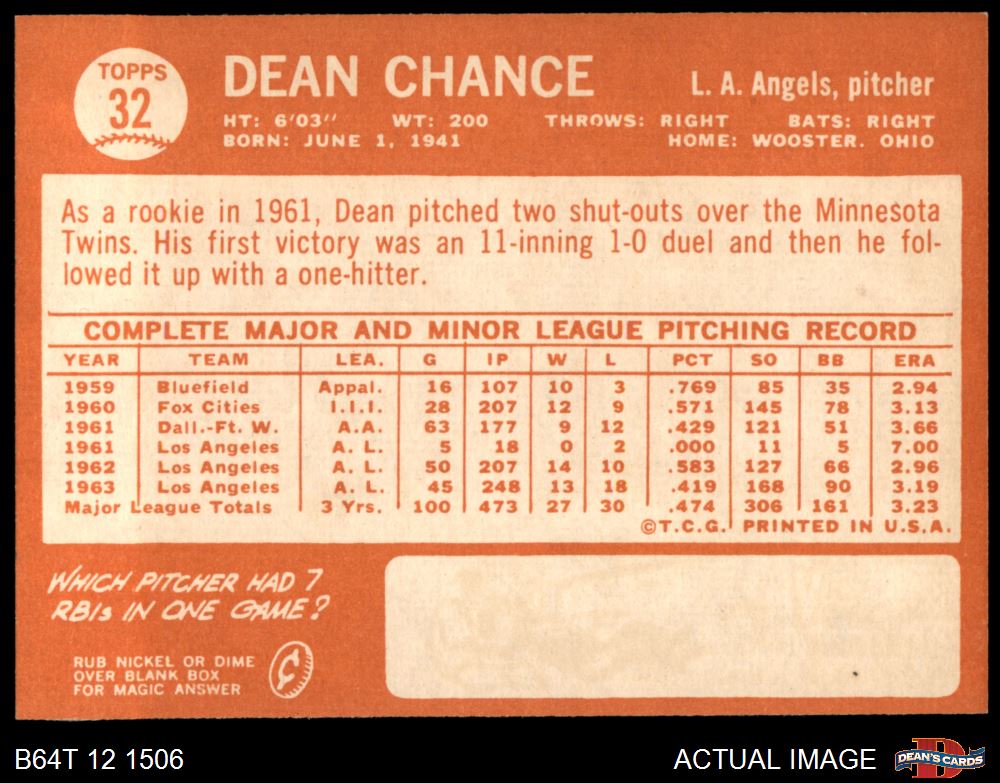 TOPPS
32
DEAN CHANCE
L. A. Angels, pitcher
HT: 6'03" WT: 200 THROWS: RIGHT BATS: RIGHT
BORN: JUNE 1, 1941 HOME: WOOSTER. OHIO
As a rookie in 1961, Dean pitched two shut-outs over the Minnesota
Twins. His first victory was an 11-inning 1-0 duel and then he fol-
lowed it up with a one-hitter.
COMPLETE MAJOR AND MINOR LEAGUE PITCHING RECORD
YEAR TEAM LEA. G IP W L PCT SO BB ERA
1959 Bluefield Appal. 16 107 10 3 .769 85 35 2.94
1960 Fox Cities I.I.I. 28 207 12 9 .571 145 78 3.13
1961 Dall.-Ft. W. A.A. 63 177 9 12 .429 121 51 3.66
1961 Los Angeles A. L. 5 18 0 2 .000 11 5 7.00
1962 Los Angeles A. L. 50 207 14 10 .583 127 66 2.96
1963 Los Angeles A. L. 45 248 13 18 .419 168 90 3.19
Major League Totals 3 Yrs. 100 473 27 30 .474 306 161 3.23
©T.C.G. PRINTED IN U.S.A.
WHICH PITCHER HAD 7
RBIs IN ONE GAME?
RUB NICKEL OR DIME
OVER BLANK BOX
FOR MAGIC ANSWER
¢
B64T 12 1506
ACTUAL IMAGE
D
DEAN'S CARDS